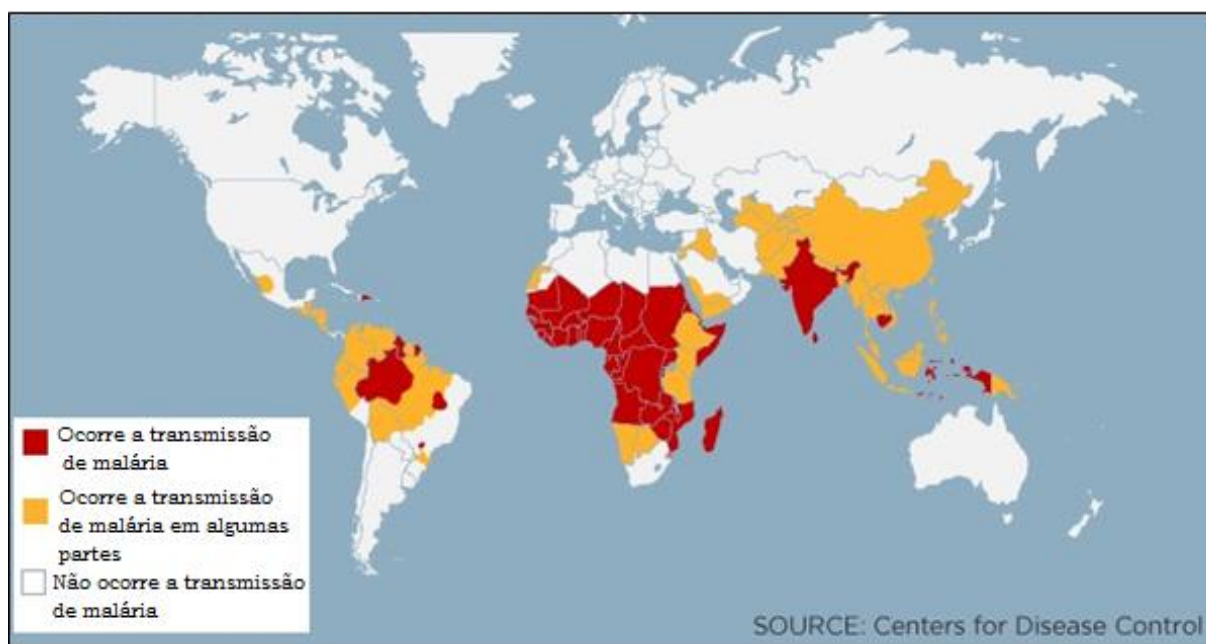 Ocorre a transmissão
de malária
Ocorre a transmissão
de malária em algumas
partes
Não ocorre a transmissão
de malária
SOURCE: Centers for Disease Control